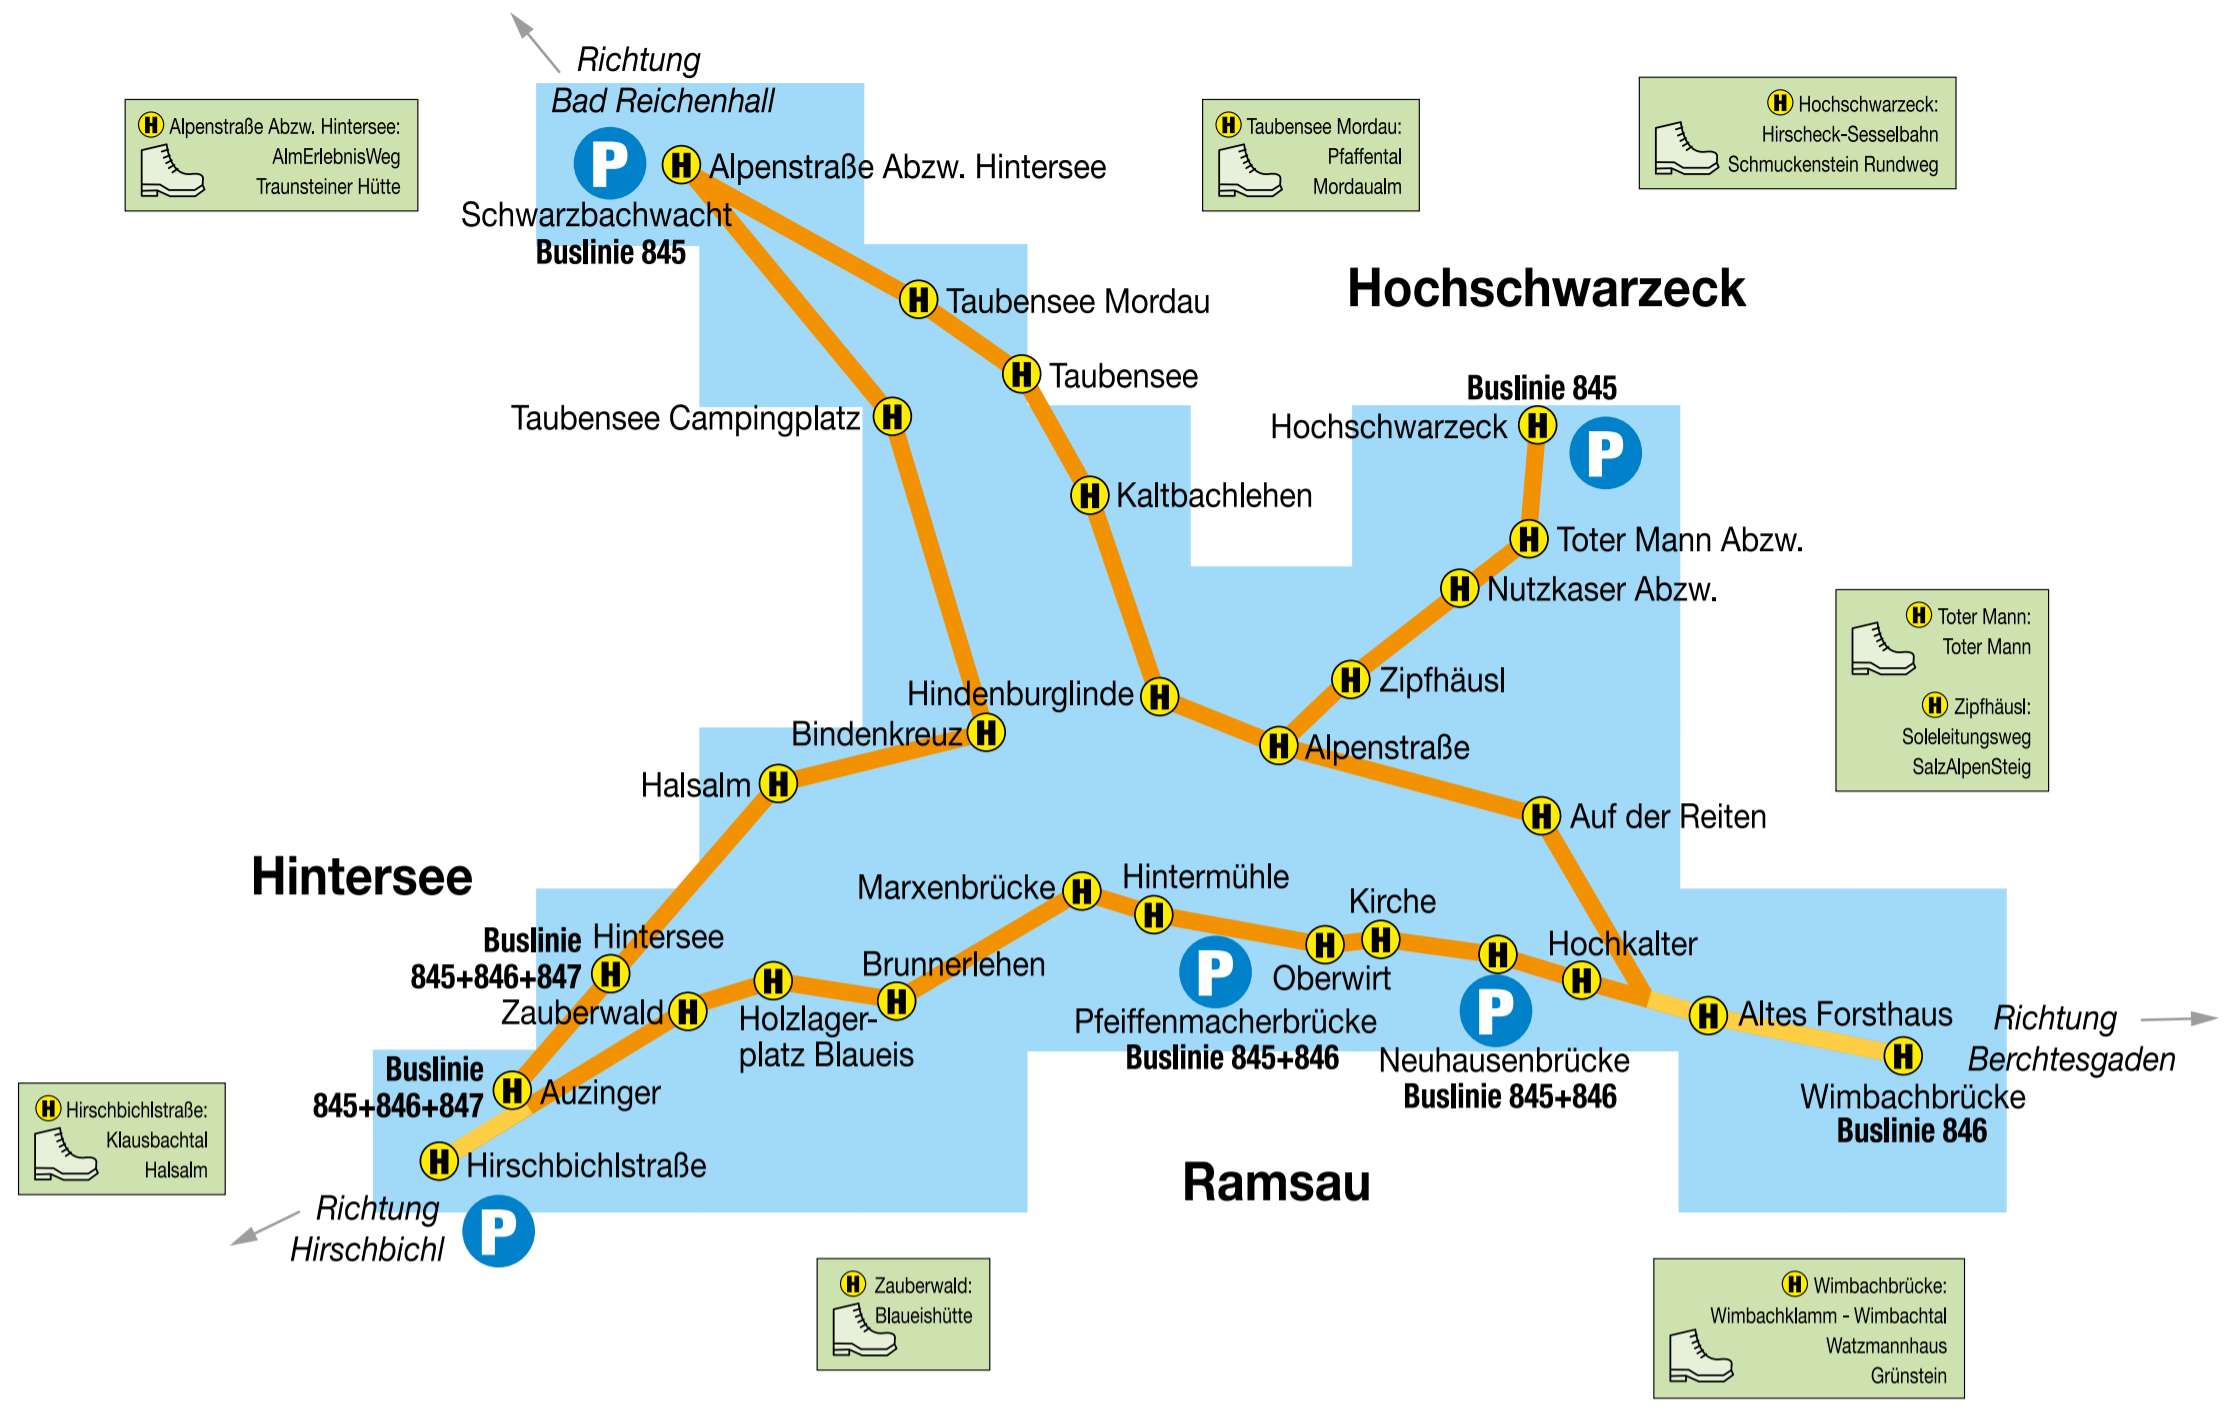 Richtung
Bad Reichenhall
H Alpenstraße Abzw. Hintersee:
AlmErlebnisWeg
Traunsteiner Hütte
H Taubensee Mordau:
Pfaffental
Mordaualm
H Hochschwarzeck:
Hirscheck-Sesselbahn
Schmuckenstein Rundweg
P H Alpenstraße Abzw. Hintersee
Schwarzbachwacht
Buslinie 845
H Taubensee Mordau
Hochschwarzeck
H Taubensee
Taubensee Campingplatz H
Buslinie 845
Hochschwarzeck H P
H Kaltbachlehen
H Toter Mann Abzw.
H Nutzkaser Abzw.
H Toter Mann:
Toter Mann
H Zipfhäusl:
Soleleitungsweg
SalzAlpenSteig
H Zipfhäusl
Hindenburglinde H
Bindenkreuz H
H Alpenstraße
Halsalm H
H Auf der Reiten
Hintersee
Marxenbrücke H
Hintermühle
H
Kirche
H
Buslinie
845+846+847
Hintersee
H
Zauberwald H
H
Holzlager-
platz Blaueis
Brunnerlehen
H
P
Pfeiffenmacherbrücke
Buslinie 845+846
H
Oberwirt
H
P
Neuhausenbrücke
Buslinie 845+846
Hochkalter
H
H Altes Forsthaus
Richtung
Berchtesgaden
H
Wimbachbrücke
Buslinie 846
Buslinie
845+846+847
H Auzinger
H Hirschbichlstraße:
Klausbachtal
Halsalm
H Hirschbichlstraße
Richtung
Hirschbichl
P
Ramsau
H Zauberwald:
Blaueishütte
H Wimbachbrücke:
Wimbachklamm - Wimbachtal
Watzmannhaus
Grünstein